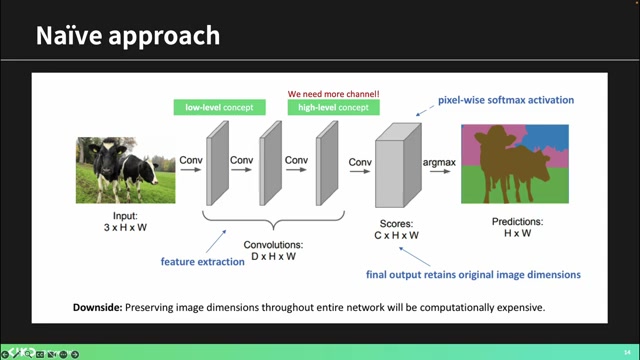 Naïve approach
We need more channel!
low-level concept
high-level concept
pixel-wise softmax activation
Conv
Conv
Conv
Conv
argmax
Input:
3 x H x W
Convolutions:
D x H x W
Scores:
C x H x W
Predictions:
H x W
feature extraction
final output retains original image dimensions
Downside: Preserving image dimensions throughout entire network will be computationally expensive.
14